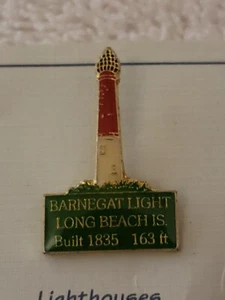 BARNEGAT LIGHT
LONG BEACH IS.
Built 1835 163 ft
Lighthouses